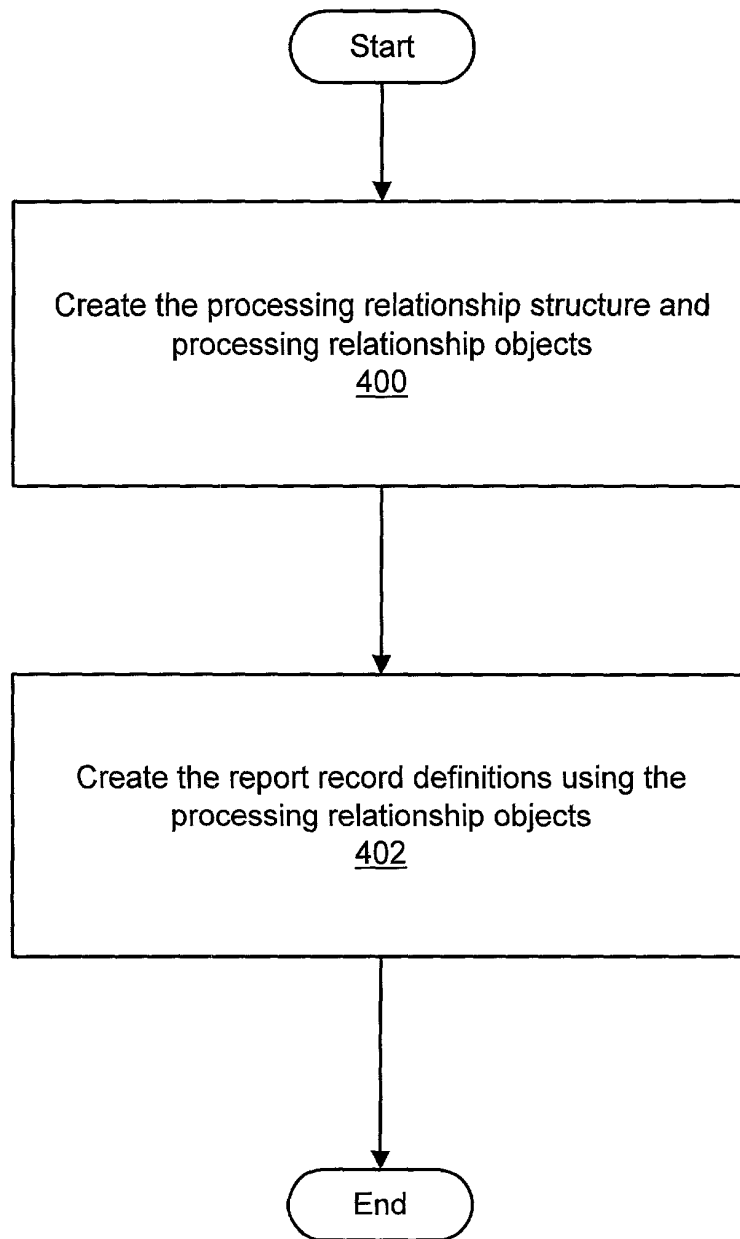 Start
Create the processing relationship structure and
processing relationship objects
400
Create the report record definitions using the
processing relationship objects
402
End